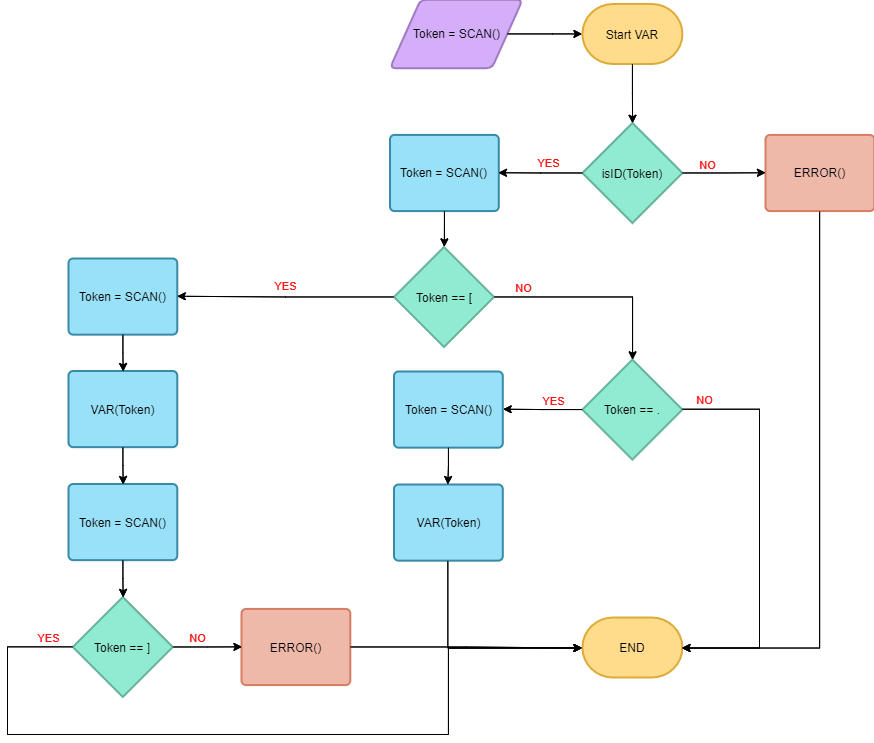 Token = SCAN()
Start VAR
Token = SCAN()
YES
isID(Token)
NO
ERROR()
Token = SCAN()
YES
Token == [
NO
VAR(Token)
Token = SCAN()
YES
Token == .
NO
Token = SCAN()
VAR(Token)
YES
Token == ]
NO
ERROR()
END